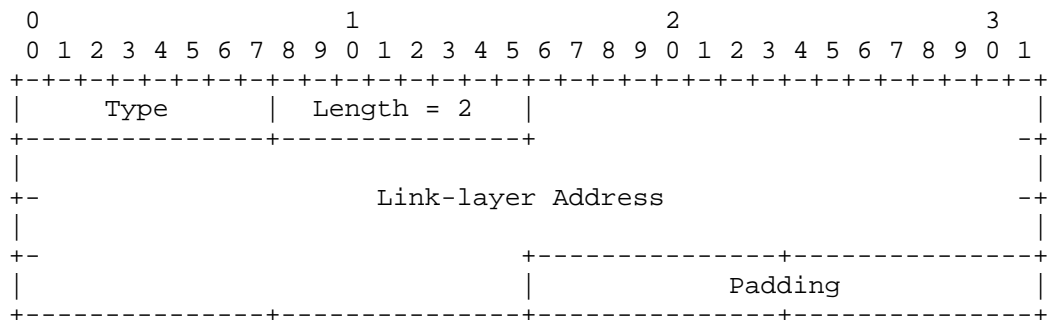 0                   1                   2                   3
0 1 2 3 4 5 6 7 8 9 0 1 2 3 4 5 6 7 8 9 0 1 2 3 4 5 6 7 8 9 0 1
+-+-+-+-+-+-+-+-+-+-+-+-+-+-+-+-+-+-+-+-+-+-+-+-+-+-+-+-+-+-+-+-+
|     Type      |  Length = 2   |                               |
+---------------+---------------+                              -+
|                                                               |
+-                     Link-layer Address                      -+
|                                                               |
+-                              +---------------+---------------+
|                               |            Padding            |
+---------------+---------------+---------------+---------------+